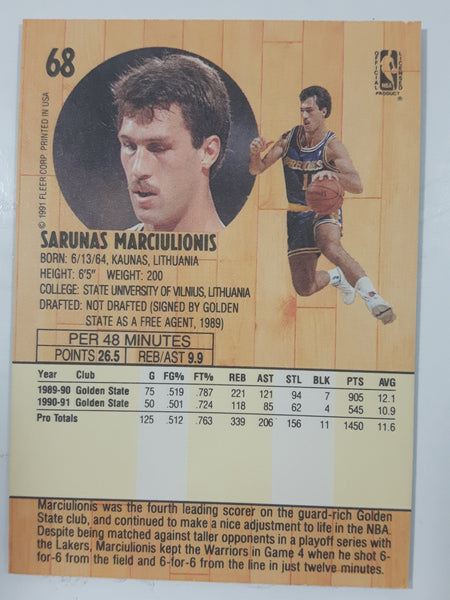 68
OFFICIAL LICENSED
NBA
PRODUCT
®
© 1991 FLEER CORP. PRINTED IN USA
WARRIORS
SARUNAS MARCIULIONIS
BORN: 6/13/64, KAUNAS, LITHUANIA
HEIGHT: 6'5" WEIGHT: 200
COLLEGE: STATE UNIVERSITY OF VILNIUS, LITHUANIA
DRAFTED: NOT DRAFTED (SIGNED BY GOLDEN
STATE AS A FREE AGENT, 1989)
PER 48 MINUTES
POINTS 26.5 REB/AST 9.9
Year Club G FG% FT% REB AST STL BLK PTS AVG
1989-90 Golden State 75 .519 .787 221 121 94 7 905 12.1
1990-91 Golden State 50 .501 .724 118 85 62 4 545 10.9
Pro Totals 125 .512 .763 339 206 156 11 1450 11.6
Marciulionis was the fourth leading scorer on the guard-rich Golden
State club, and continued to make a nice adjustment to life in the NBA.
Despite being matched against taller opponents in a playoff series with
the Lakers, Marciulionis kept the Warriors in Game 4 when he shot 6-
for-6 from the field and 6-for-6 from the line in just twelve minutes.